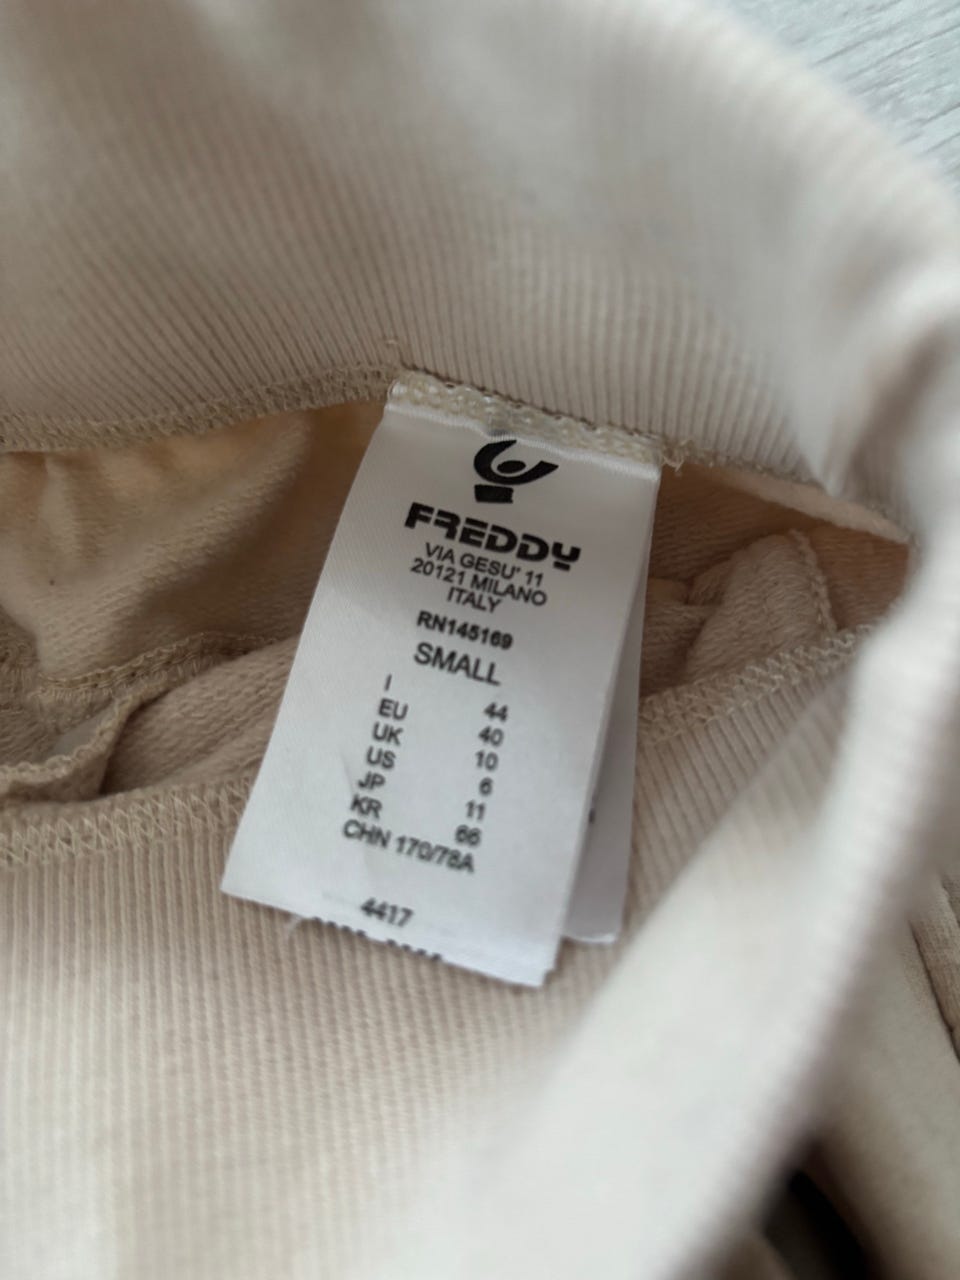 FREDDY
VIA GESU' 11
20121 MILANO
ITALY
RN145169
SMALL
I 44
EU 40
UK 10
US 6
JP 11
KR 66
CHN 170/78A
4417